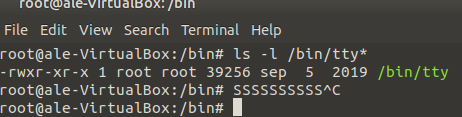 root@ale-VirtualBox:/bin
File Edit View Search Terminal Help
root@ale-VirtualBox:/bin# ls -l /bin/tty*
-rwxr-xr-x 1 root root 39256 sep  5  2019 /bin/tty
root@ale-VirtualBox:/bin# SSSSSSSSSS^C
root@ale-VirtualBox:/bin#